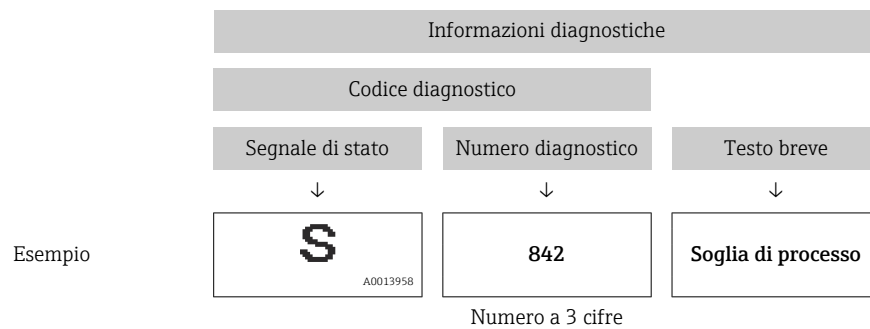 Informazioni diagnostiche
Codice diagnostico
Segnale di stato Numero diagnostico Testo breve
↓ ↓ ↓
Esempio S 842 Soglia di processo
A0013958
Numero a 3 cifre